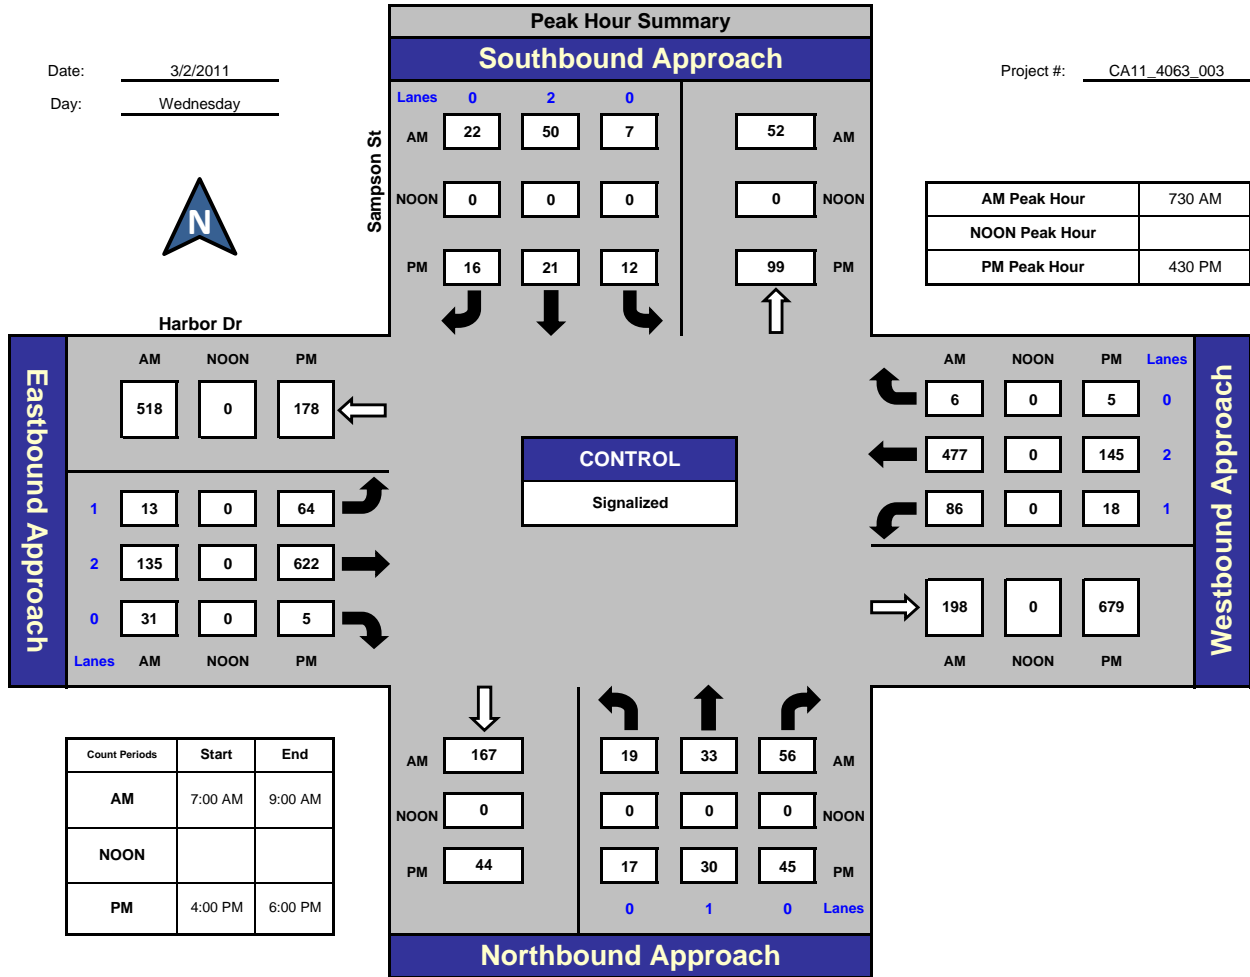 Peak Hour Summary
Southbound Approach
Date: 3/2/2011
Project #: CA11_4063_003
Day: Wednesday
Lanes 0 2 0
AM 22 50 7 52 AM
Sampson St
N
NOON 0 0 0 0 NOON
PM 16 21 12 99 PM
AM Peak Hour 730 AM
NOON Peak Hour
PM Peak Hour 430 PM
Harbor Dr
Eastbound Approach
AM NOON PM
518 0 178
1 13 0 64
2 135 0 622
0 31 0 5
Lanes AM NOON PM
CONTROL
Signalized
AM NOON PM Lanes
6 0 5 0
477 0 145 2
86 0 18 1
198 0 679
AM NOON PM
Westbound Approach
Count Periods Start End
AM 7:00 AM 9:00 AM
NOON
PM 4:00 PM 6:00 PM
AM 167 19 33 56 AM
NOON 0 0 0 0 NOON
PM 44 17 30 45 PM
0 1 0 Lanes
Northbound Approach